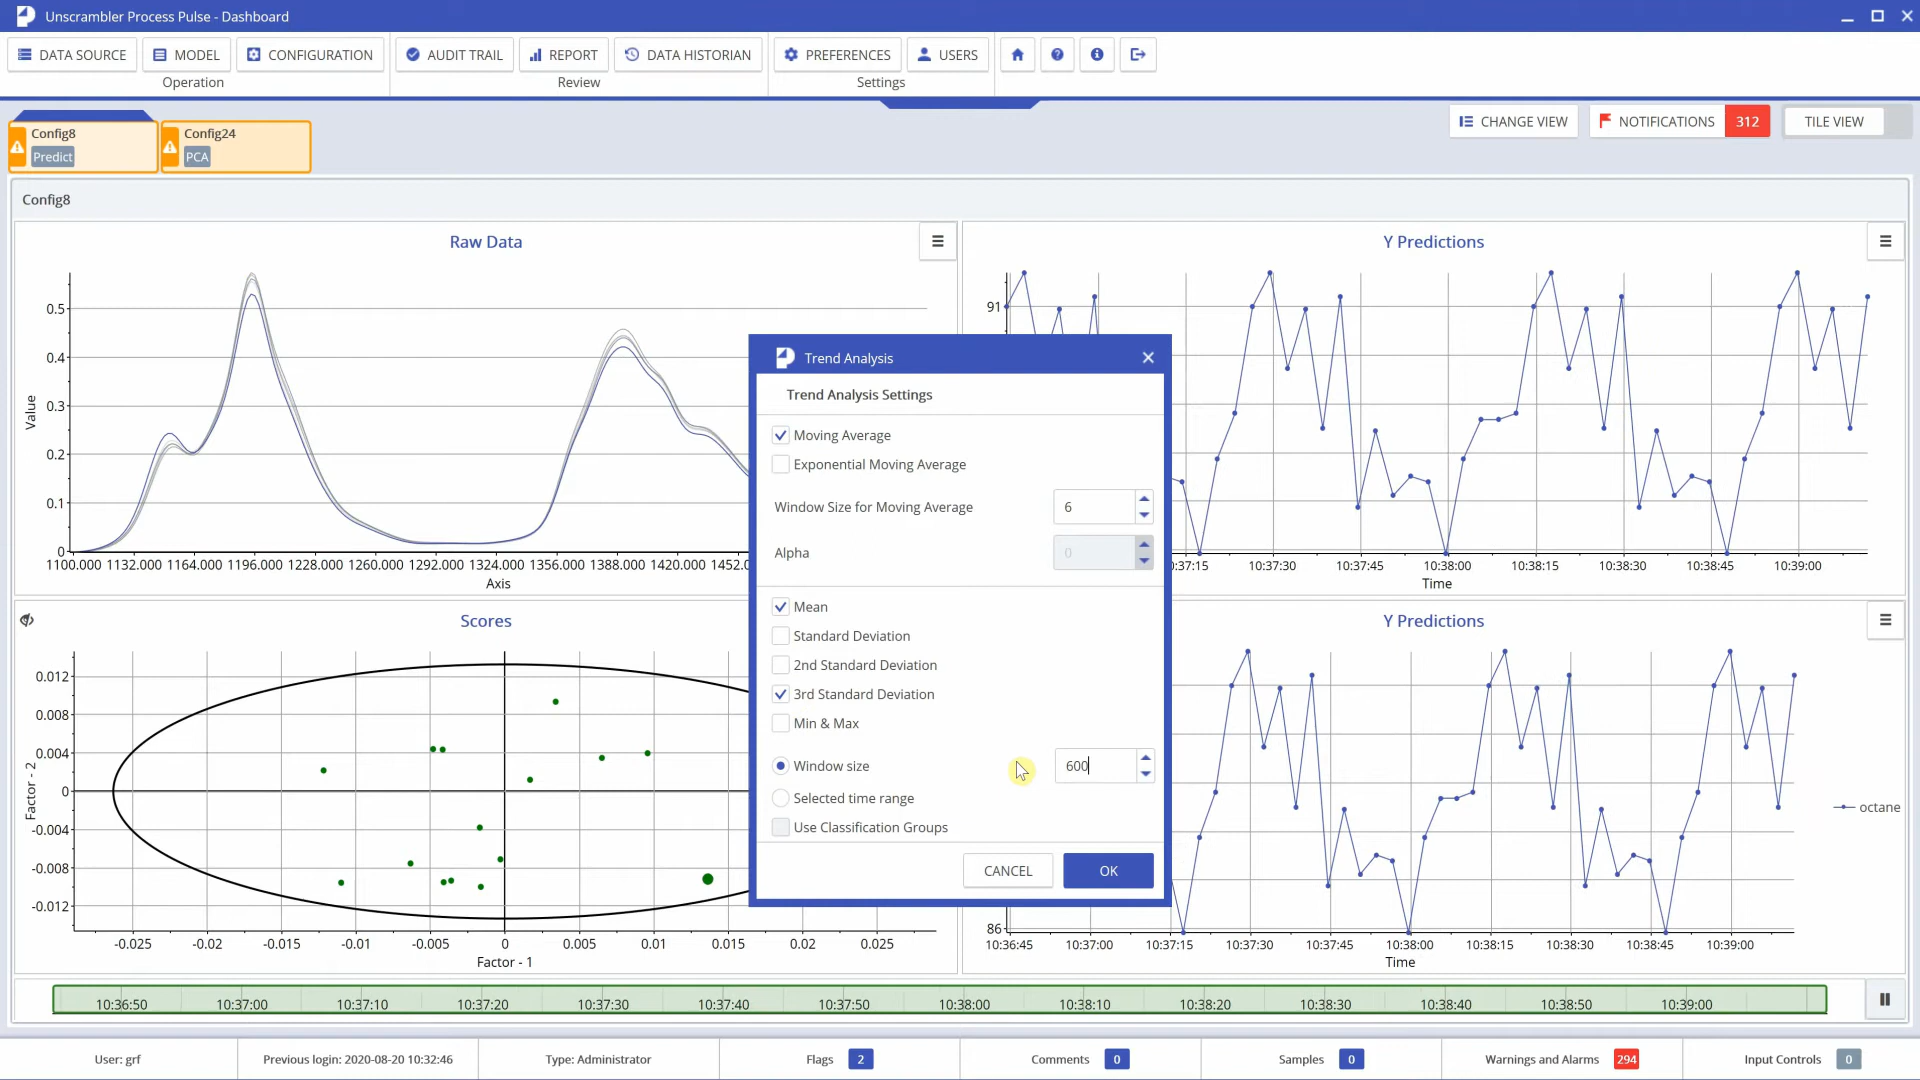 Unscrambler Process Pulse - Dashboard
DATA SOURCE MODEL CONFIGURATION AUDIT TRAIL REPORT DATA HISTORIAN PREFERENCES USERS
Operation Review Settings
Config8
Predict
Config24
PCA
CHANGE VIEW NOTIFICATIONS 312 TILE VIEW
Config8
Raw Data
Value
0.5
0.4
0.3
0.2
0.1
0
1100.000 1132.000 1164.000 1196.000 1228.000 1260.000 1292.000 1324.000 1356.000 1388.000 1420.000 1452.0
Axis
Y Predictions
91
:37:15 10:37:30 10:37:45 10:38:00 10:38:15 10:38:30 10:38:45 10:39:00
Time
Trend Analysis
Trend Analysis Settings
Moving Average
Exponential Moving Average
Window Size for Moving Average 6
Alpha 0
Mean
Standard Deviation
2nd Standard Deviation
3rd Standard Deviation
Min & Max
Window size 600
Selected time range
Use Classification Groups
CANCEL OK
Scores
Factor - 2
0.012
0.008
0.004
0
-0.004
-0.008
-0.012
-0.025 -0.02 -0.015 -0.01 -0.005 0 0.005 0.01 0.015 0.02 0.025
Factor - 1
Y Predictions
octane
86
10:36:45 10:37:00 10:37:15 10:37:30 10:37:45 10:38:00 10:38:15 10:38:30 10:38:45 10:39:00
Time
10:36:50 10:37:00 10:37:10 10:37:20 10:37:30 10:37:40 10:37:50 10:38:00 10:38:10 10:38:20 10:38:30 10:38:40 10:38:50 10:39:00
User: grf Previous login: 2020-08-20 10:32:46 Type: Administrator Flags 2 Comments 0 Samples 0 Warnings and Alarms 294 Input Controls 0